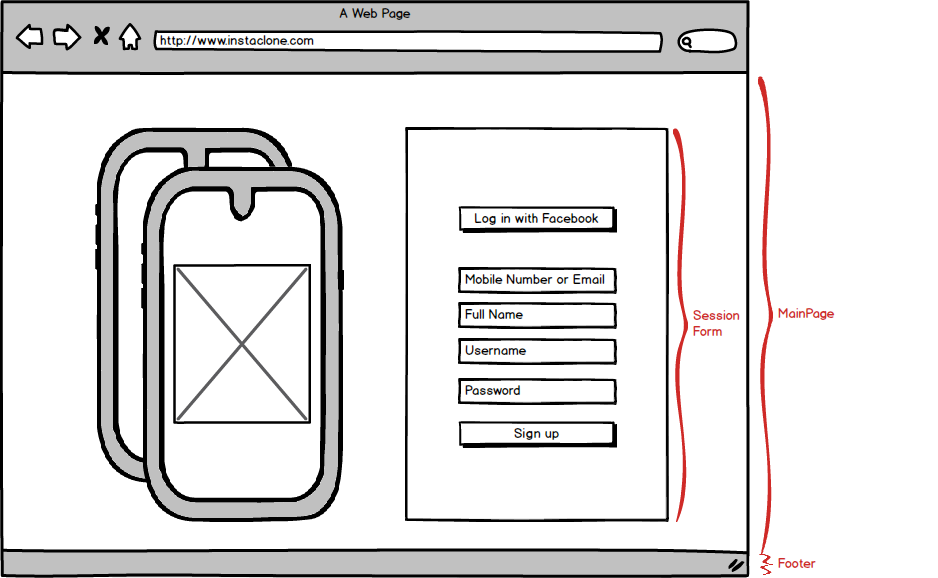 A Web Page
http://www.instaclone.com
Log in with Facebook
Mobile Number or Email
Full Name
Username
Password
Sign up
Session
Form
MainPage
Footer